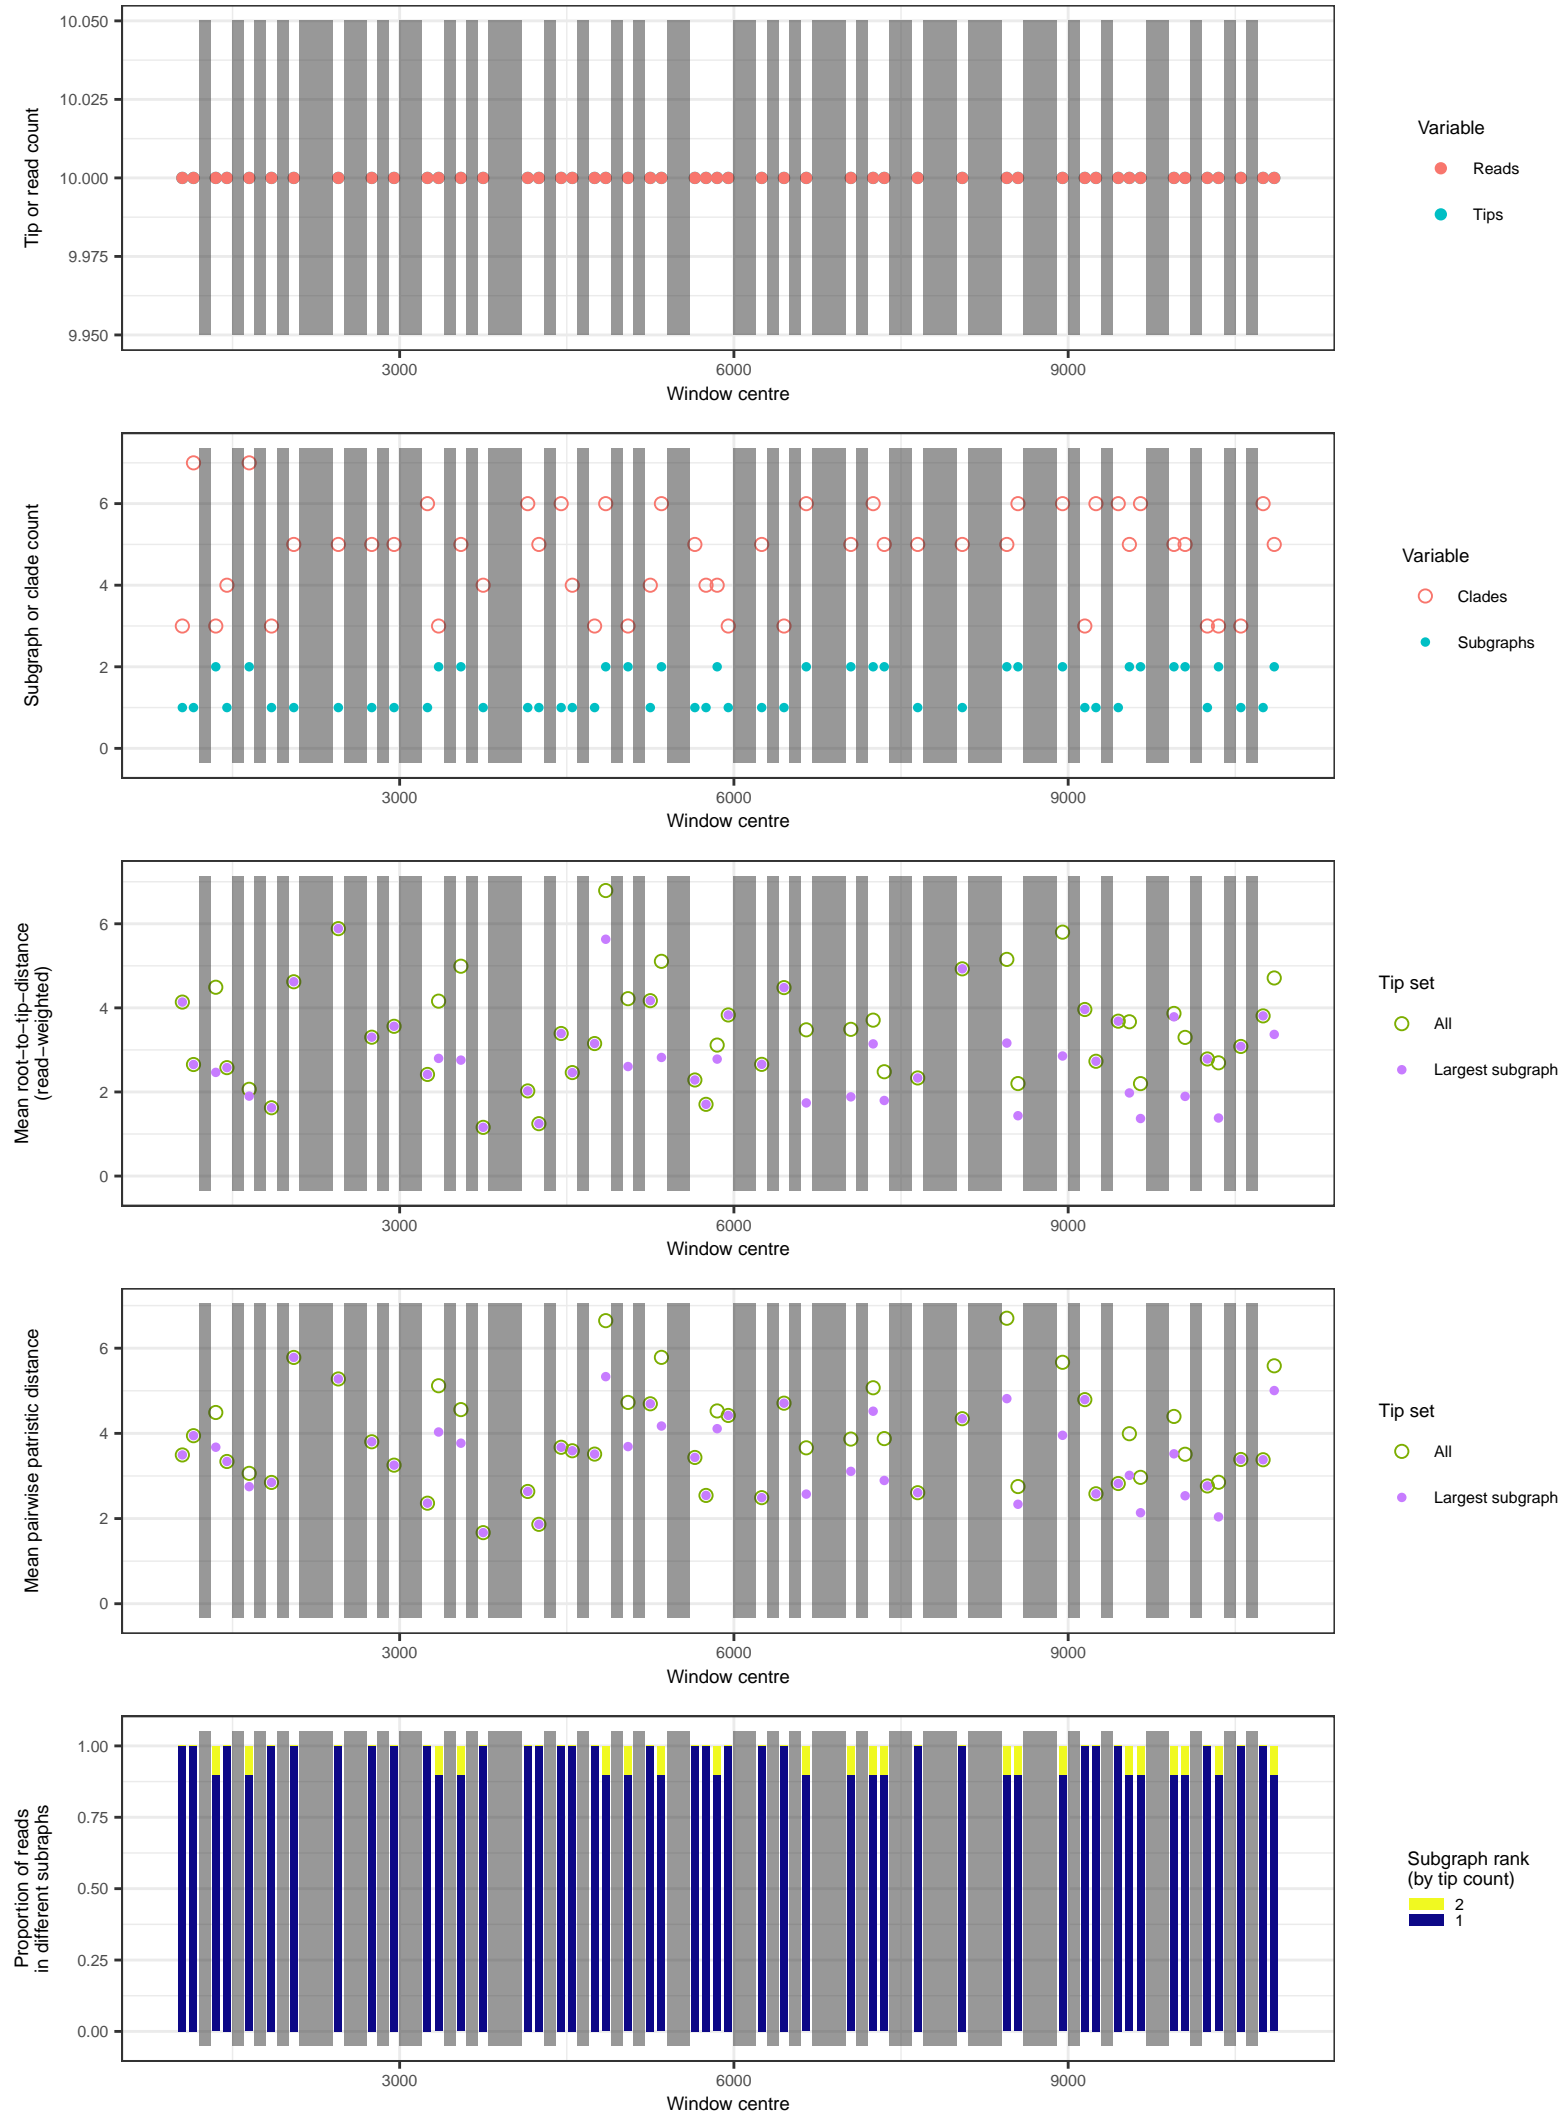 10.050
10.025
10.000
9.975
9.950
Tip or read count
3000 6000 9000
Window centre
Variable
Reads
Tips
6
4
2
0
Subgraph or clade count
3000 6000 9000
Window centre
Variable
Clades
Subgraphs
6
4
2
0
Mean root−to−tip−distance
(read−weighted)
3000 6000 9000
Window centre
Tip set
All
Largest subgraph
6
4
2
0
Mean pairwise patristic distance
3000 6000 9000
Window centre
Tip set
All
Largest subgraph
1.00
0.75
0.50
0.25
0.00
Proportion of reads
in different subraphs
3000 6000 9000
Window centre
Subgraph rank
(by tip count)
2
1